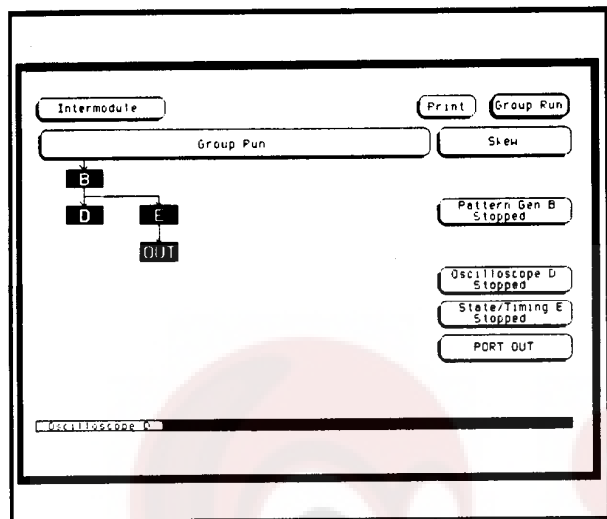 Intermodule
Print
Group Run
Group Run
Skew
B
D
E
OUT
Pattern Gen B
Stopped
Oscilloscope D
Stopped
State/Timing E
Stopped
PORT OUT
Oscilloscope D